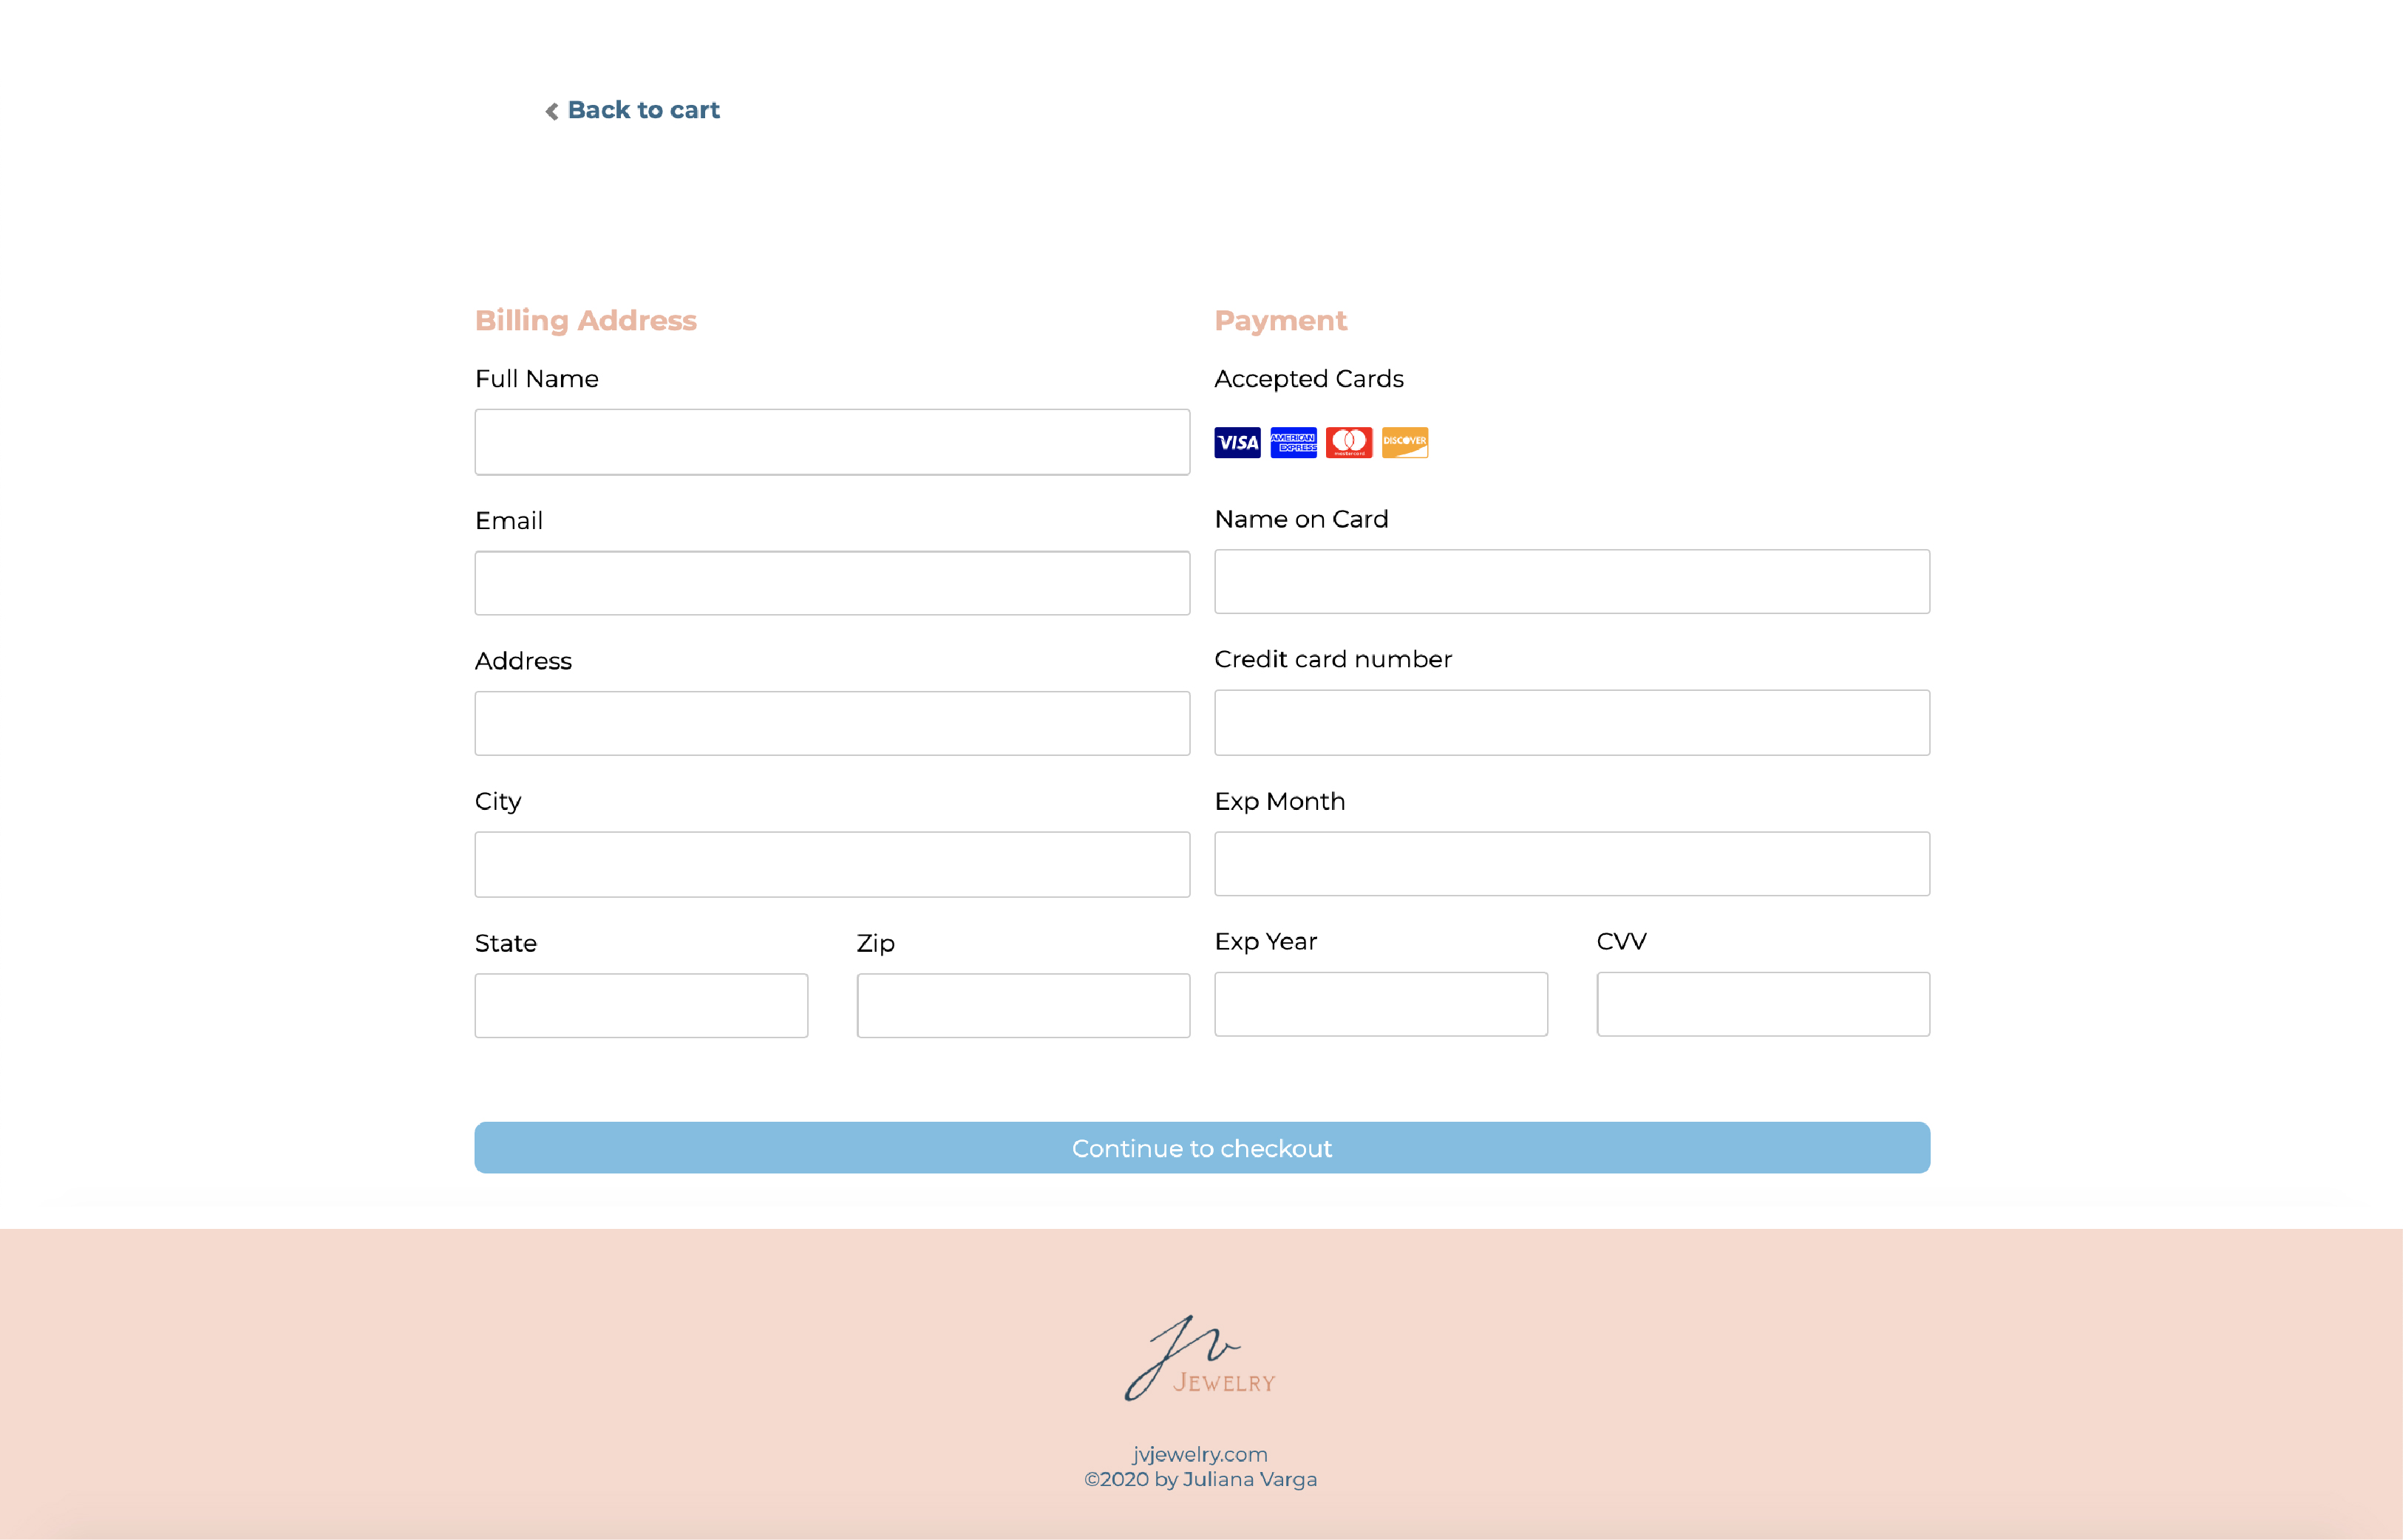 Back to cart
Billing Address
Full Name
Email
Address
City
State Zip
Payment
Accepted Cards
VISA AMERICAN EXPRESS mastercard DISCOVER
Name on Card
Credit card number
Exp Month
Exp Year CVV
Continue to checkout
Jv
JEWELRY
jvjewelry.com
©2020 by Juliana Varga